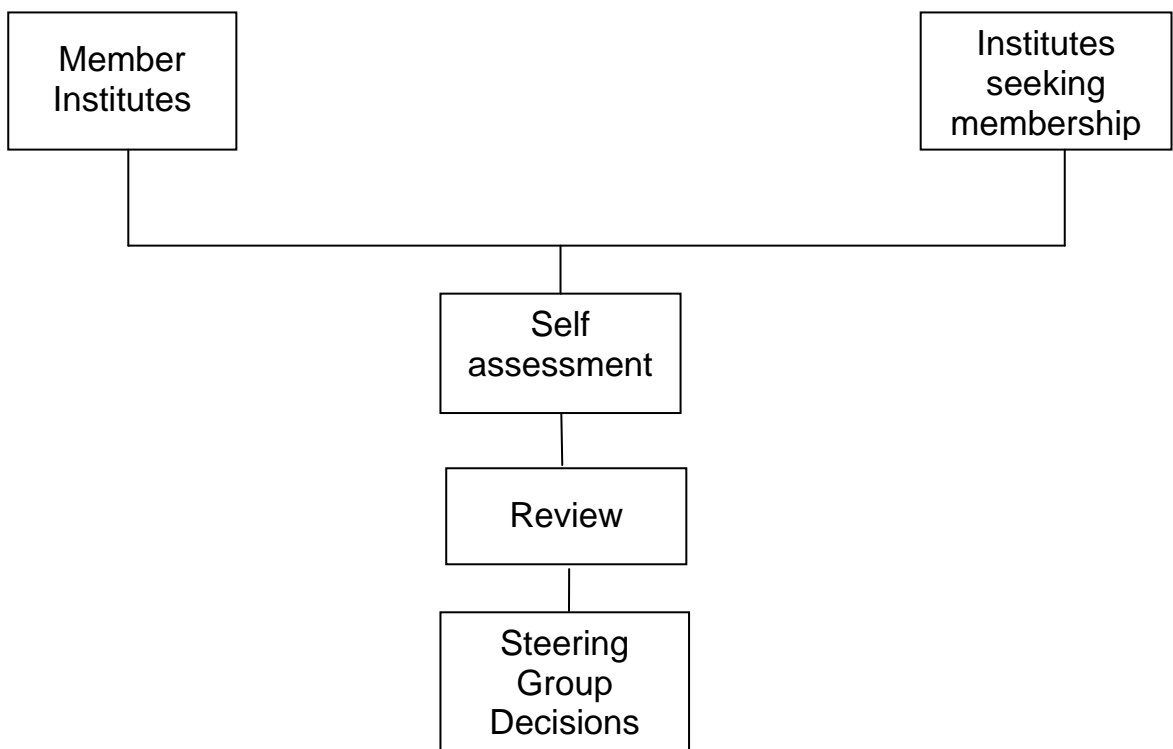 Member
Institutes
Institutes
seeking
membership
Self
assessment
Review
Steering
Group
Decisions